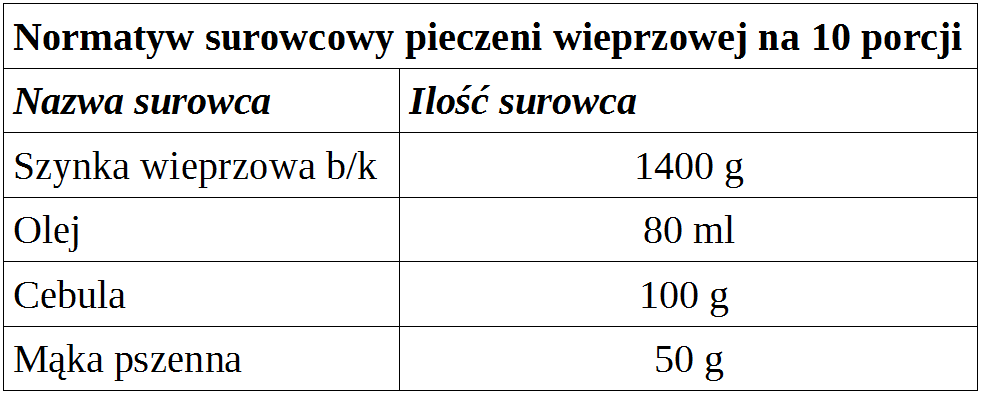 Normatyw surowcowy pieczeni wieprzowej na 10 porcji
Nazwa surowca Ilość surowca
Szynka wieprzowa b/k 1400 g
Olej 80 ml
Cebula 100 g
Mąka pszenna 50 g